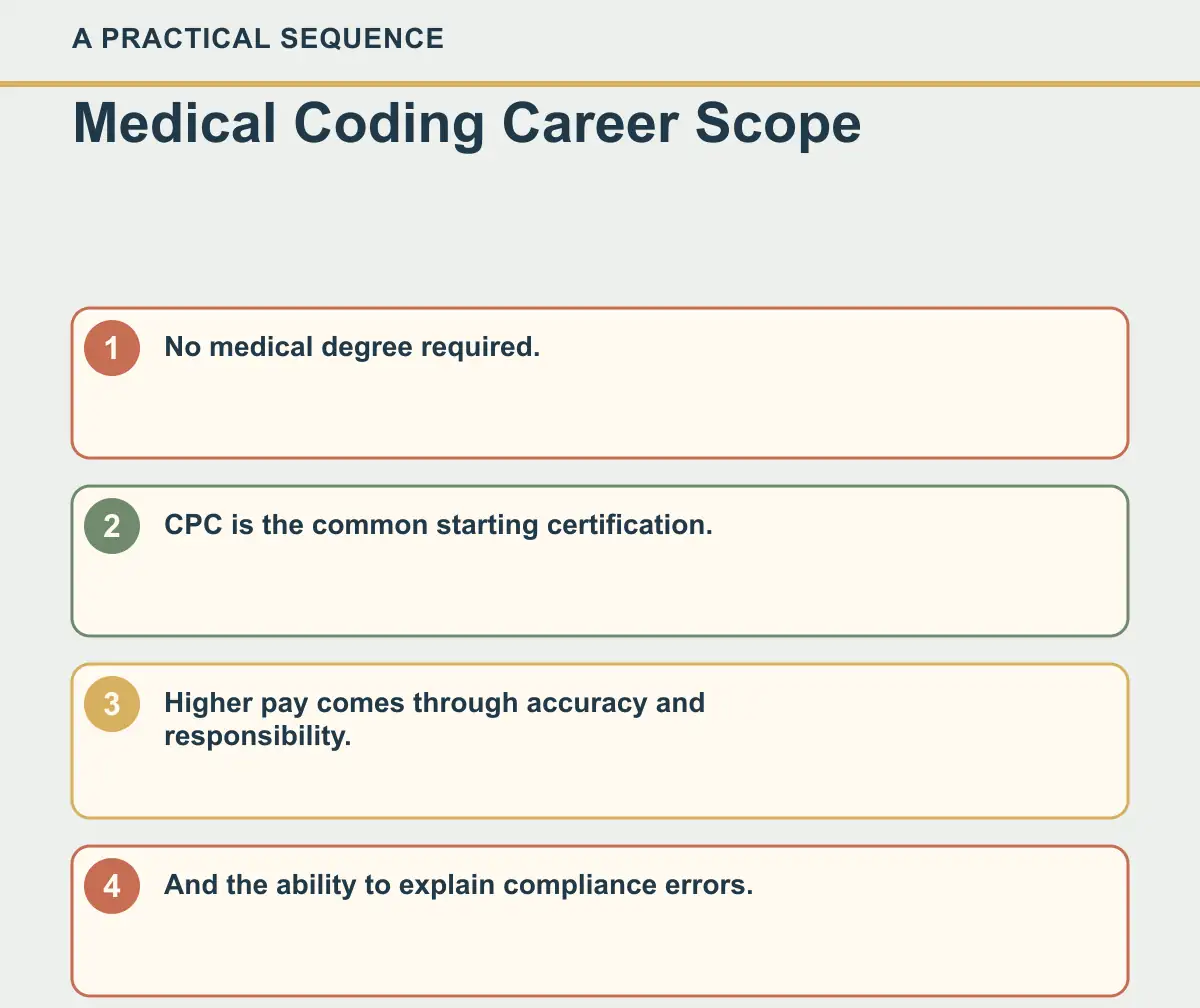 A PRACTICAL SEQUENCE
Medical Coding Career Scope
1
No medical degree required.
2
CPC is the common starting certification.
3
Higher pay comes through accuracy and
responsibility.
4
And the ability to explain compliance errors.